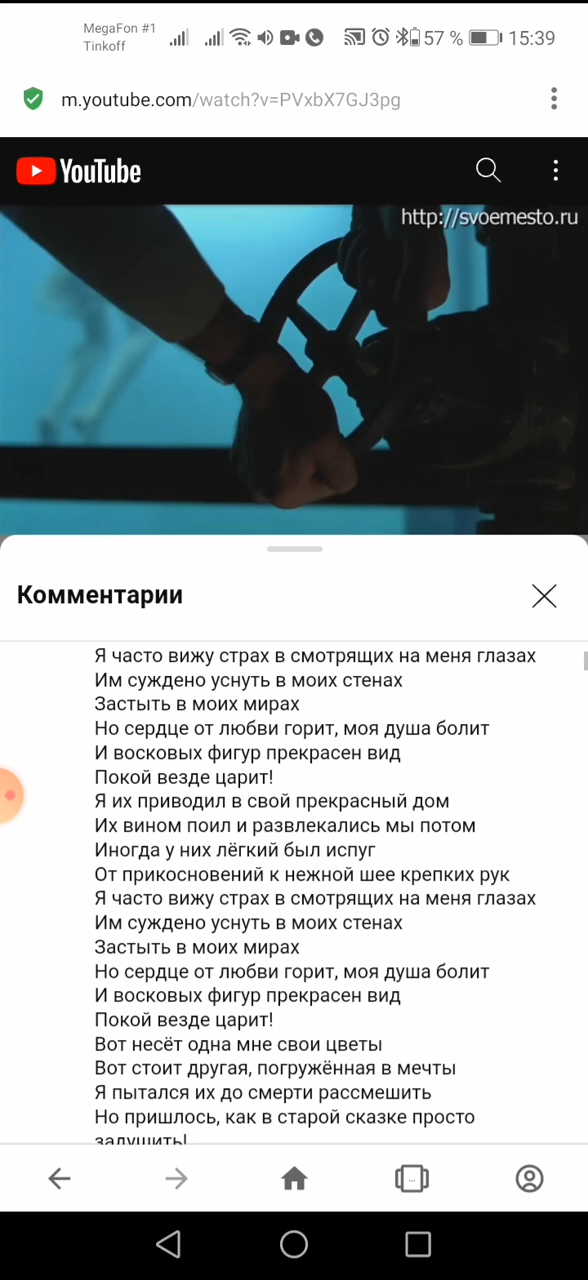 MegaFon #1
Tinkoff
57 %
15:39
m.youtube.com/watch?v=PVxbX7GJ3pg
YouTube
http://svoemesto.ru
Комментарии
Я часто вижу страх в смотрящих на меня глазах
Им суждено уснуть в моих стенах
Застыть в моих мирах
Но сердце от любви горит, моя душа болит
И восковых фигур прекрасен вид
Покой везде царит!
Я их приводил в свой прекрасный дом
Их вином поил и развлекались мы потом
Иногда у них лёгкий был испуг
От прикосновений к нежной шее крепких рук
Я часто вижу страх в смотрящих на меня глазах
Им суждено уснуть в моих стенах
Застыть в моих мирах
Но сердце от любви горит, моя душа болит
И восковых фигур прекрасен вид
Покой везде царит!
Вот несёт одна мне свои цветы
Вот стоит другая, погружённая в мечты
Я пытался их до смерти рассмешить
Но пришлось, как в старой сказке просто
задушить!